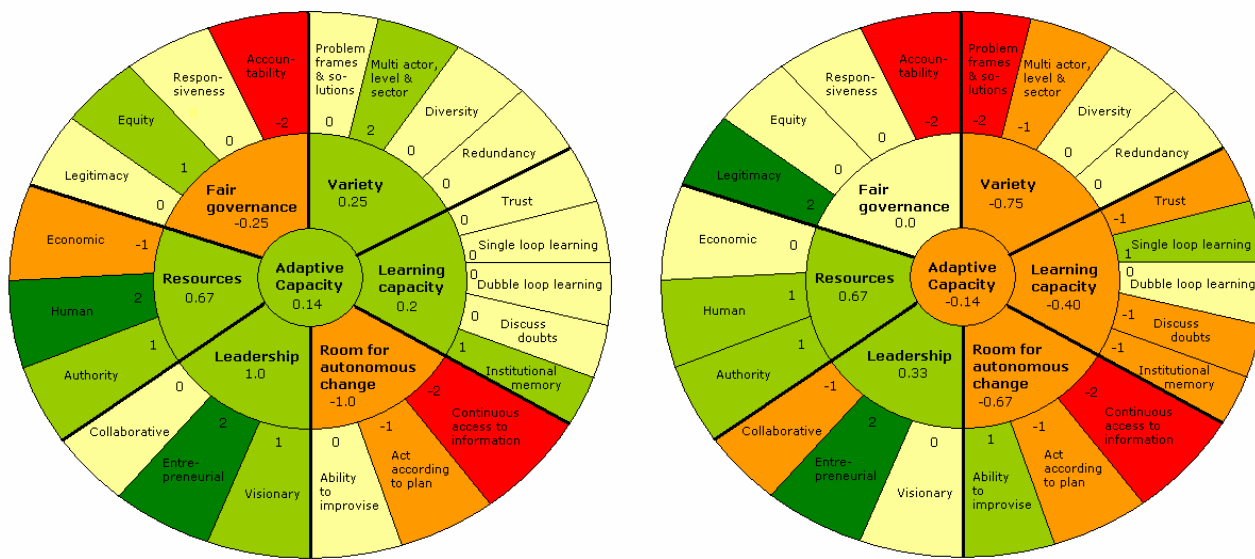 Problem
frames
& so-
lutions
0
Multi actor,
level &
sector
2
Diversity
0
Redundancy
0
Trust
0
Single loop learning
0
Dubble loop learning
0
Discuss
doubts
0
Institutional
memory
1
Continuous
access to
information
-2
Act
according
to plan
-1
Ability
to
improvise
0
Visionary
1
Entre-
preneurial
2
Collaborative
0
Authority
1
Human
2
Economic
-1
Legitimacy
0
Equity
1
Respon-
siveness
0
Accoun-
tability
-2
Fair
governance
-0.25
Variety
0.25
Resources
0.67
Adaptive
Capacity
0.14
Learning
capacity
0.2
Leadership
1.0
Room for
autonomous
change
-1.0
Problem
frames
& so-
lutions
-2
Multi actor,
level &
sector
-1
Diversity
0
Redundancy
0
Trust
-1
Single loop learning
1
Dubble loop learning
0
Discuss
doubts
-1
Institutional
memory
-1
Continuous
access to
information
-2
Act
according
to plan
-1
Ability
to
improvise
1
Visionary
0
Entre-
preneurial
2
Collaborative
-1
Authority
1
Human
1
Economic
0
Legitimacy
2
Equity
0
Respon-
siveness
0
Accoun-
tability
-2
Fair
governance
0.0
Variety
-0.75
Resources
0.67
Adaptive
Capacity
-0.14
Learning
capacity
-0.40
Leadership
0.33
Room for
autonomous
change
-0.67